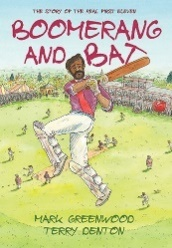 THE STORY OF THE REAL FIRST ELEVEN
BOOMERANG
AND BAT
MARK GREENWOOD
TERRY DENTON